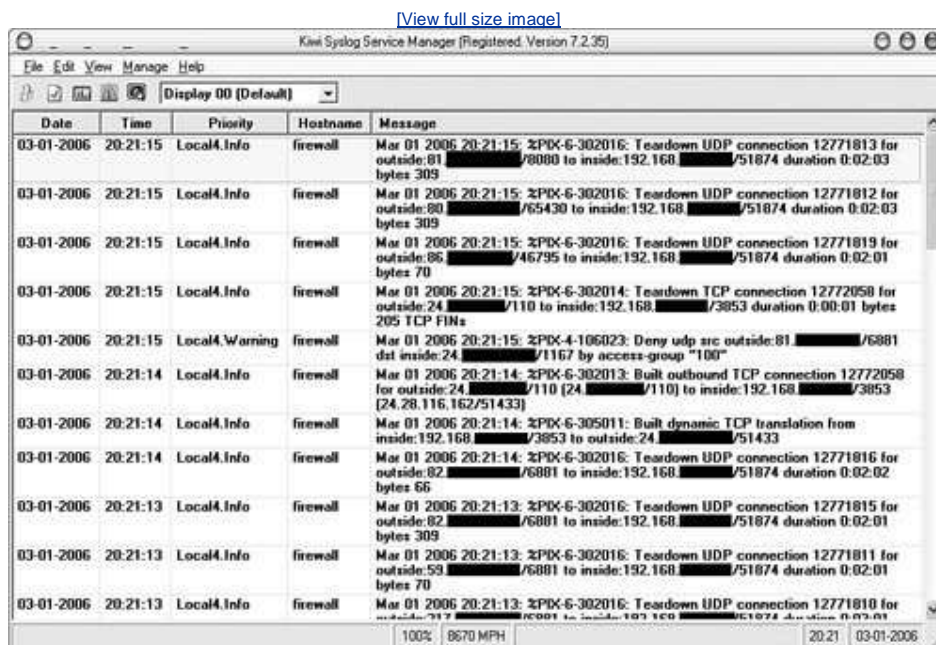 [View full size image]
Kiwi Syslog Service Manager (Registered. Version 7.2.35)
File Edit View Manage Help
Display 00 (Default)
Date Time Priority Hostname Message
03-01-2006 20:21:15 Local4.Info firewall Mar 01 2006 20:21:15: %PIX-6-302016: Teardown UDP connection 12771813 for
outside:81. /8080 to inside:192.168. /51874 duration 0:02:03
bytes 309
03-01-2006 20:21:15 Local4.Info firewall Mar 01 2006 20:21:15: %PIX-6-302016: Teardown UDP connection 12771812 for
outside:80. /65430 to inside:192.168. /51874 duration 0:02:03
bytes 309
03-01-2006 20:21:15 Local4.Info firewall Mar 01 2006 20:21:15: %PIX-6-302016: Teardown UDP connection 12771819 for
outside:86. /46795 to inside:192.168. /51874 duration 0:02:01
bytes 70
03-01-2006 20:21:15 Local4.Info firewall Mar 01 2006 20:21:15: %PIX-6-302014: Teardown TCP connection 12772058 for
outside:24. /110 to inside:192.168. /3853 duration 0:00:01 bytes
205 TCP FINs
03-01-2006 20:21:15 Local4.Warning firewall Mar 01 2006 20:21:15: %PIX-4-106023: Deny udp src outside:81. /6881
dst inside:24. /1167 by access-group "100"
03-01-2006 20:21:14 Local4.Info firewall Mar 01 2006 20:21:14: %PIX-6-302013: Built outbound TCP connection 12772058
for outside:24. /110 (24. /110) to inside:192.168. /3853
(24.28.116.162/51433)
03-01-2006 20:21:14 Local4.Info firewall Mar 01 2006 20:21:14: %PIX-6-305011: Built dynamic TCP translation from
inside:192.168. /3853 to outside:24. /51433
03-01-2006 20:21:14 Local4.Info firewall Mar 01 2006 20:21:14: %PIX-6-302016: Teardown UDP connection 12771816 for
outside:82. /6881 to inside:192.168. /51874 duration 0:02:02
bytes 66
03-01-2006 20:21:13 Local4.Info firewall Mar 01 2006 20:21:13: %PIX-6-302016: Teardown UDP connection 12771815 for
outside:82. /6881 to inside:192.168. /51874 duration 0:02:01
bytes 309
03-01-2006 20:21:13 Local4.Info firewall Mar 01 2006 20:21:13: %PIX-6-302016: Teardown UDP connection 12771811 for
outside:59. /6881 to inside:192.168. /51874 duration 0:02:01
bytes 70
03-01-2006 20:21:13 Local4.Info firewall Mar 01 2006 20:21:13: %PIX-6-302016: Teardown UDP connection 12771810 for
100% 8670 MPH 20:21 03-01-2006